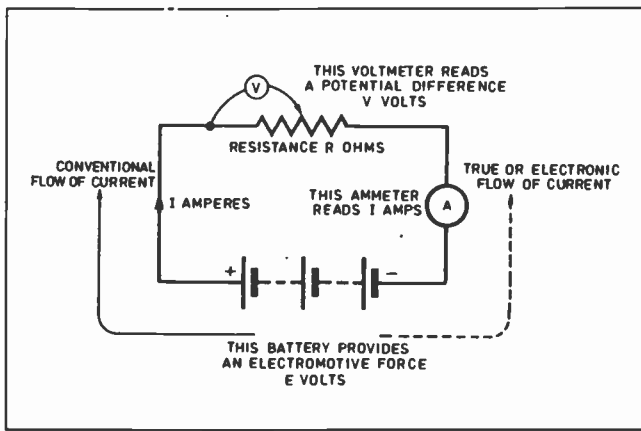 V
THIS VOLTMETER READS
A POTENTIAL DIFFERENCE
V VOLTS
RESISTANCE R OHMS
CONVENTIONAL
FLOW OF CURRENT
I AMPERES
THIS AMMETER
READS I AMPS
A
TRUE OR ELECTRONIC
FLOW OF CURRENT
+
−
THIS BATTERY PROVIDES
AN ELECTROMOTIVE FORCE
E VOLTS